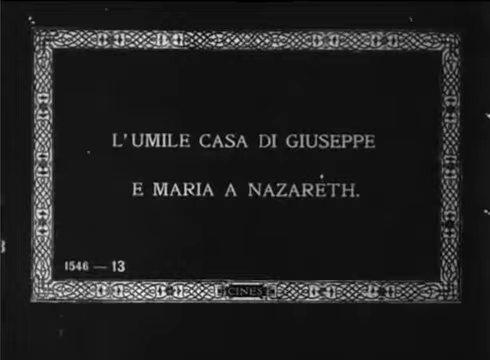 L'UMILE CASA DI GIUSEPPE
E MARIA A NAZARETH.
1546 — 13
CINES